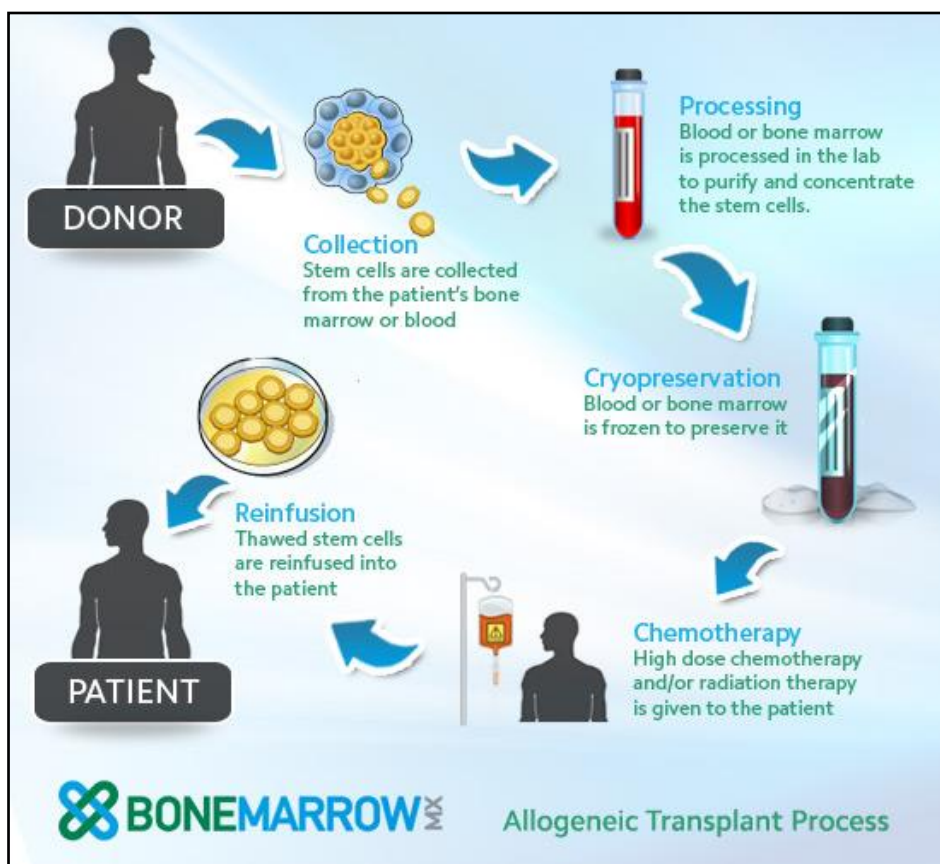 DONOR
Collection
Stem cells are collected
from the patient's bone
marrow or blood
Processing
Blood or bone marrow
is processed in the lab
to purify and concentrate
the stem cells.
Cryopreservation
Blood or bone marrow
is frozen to preserve it
Chemotherapy
High dose chemotherapy
and/or radiation therapy
is given to the patient
Reinfusion
Thawed stem cells
are reinfused into
the patient
PATIENT
BONEMARROW MX
Allogeneic Transplant Process